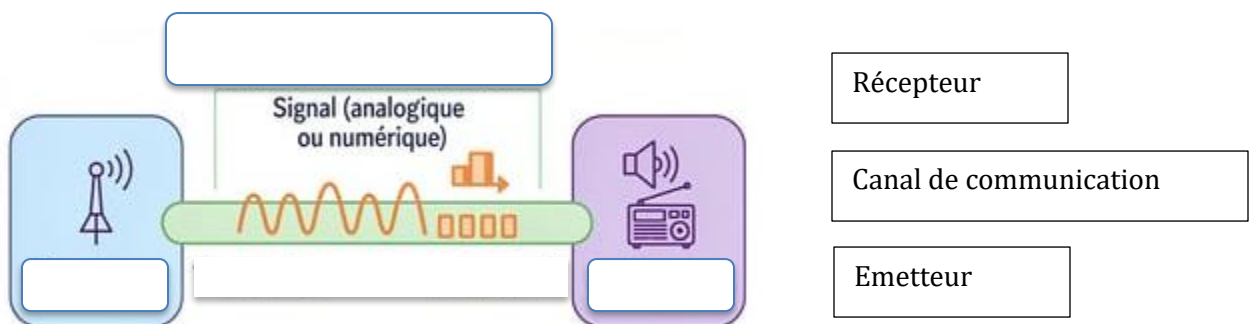 Signal (analogique
ou numérique)
Récepteur
Canal de communication
Emetteur